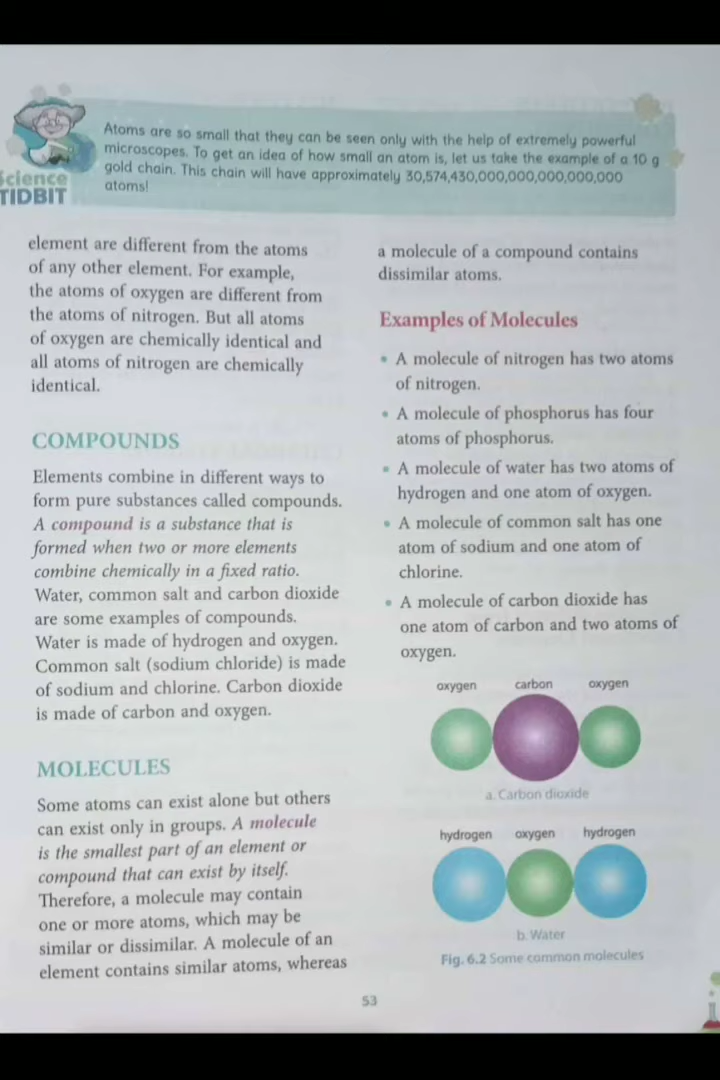 Atoms are so small that they can be seen only with the help of extremely powerful
microscopes. To get an idea of how small an atom is, let us take the example of a 10 g
gold chain. This chain will have approximately 30,574,430,000,000,000,000,000
atoms!
Science
TIDBIT
element are different from the atoms
of any other element. For example,
the atoms of oxygen are different from
the atoms of nitrogen. But all atoms
of oxygen are chemically identical and
all atoms of nitrogen are chemically
identical.
COMPOUNDS
Elements combine in different ways to
form pure substances called compounds.
A compound is a substance that is
formed when two or more elements
combine chemically in a fixed ratio.
Water, common salt and carbon dioxide
are some examples of compounds.
Water is made of hydrogen and oxygen.
Common salt (sodium chloride) is made
of sodium and chlorine. Carbon dioxide
is made of carbon and oxygen.
MOLECULES
Some atoms can exist alone but others
can exist only in groups. A molecule
is the smallest part of an element or
compound that can exist by itself.
Therefore, a molecule may contain
one or more atoms, which may be
similar or dissimilar. A molecule of an
element contains similar atoms, whereas
a molecule of a compound contains
dissimilar atoms.
Examples of Molecules
• A molecule of nitrogen has two atoms
of nitrogen.
• A molecule of phosphorus has four
atoms of phosphorus.
• A molecule of water has two atoms of
hydrogen and one atom of oxygen.
• A molecule of common salt has one
atom of sodium and one atom of
chlorine.
• A molecule of carbon dioxide has
one atom of carbon and two atoms of
oxygen.
oxygen carbon oxygen
a. Carbon dioxide
hydrogen oxygen hydrogen
b. Water
Fig. 6.2 Some common molecules
53